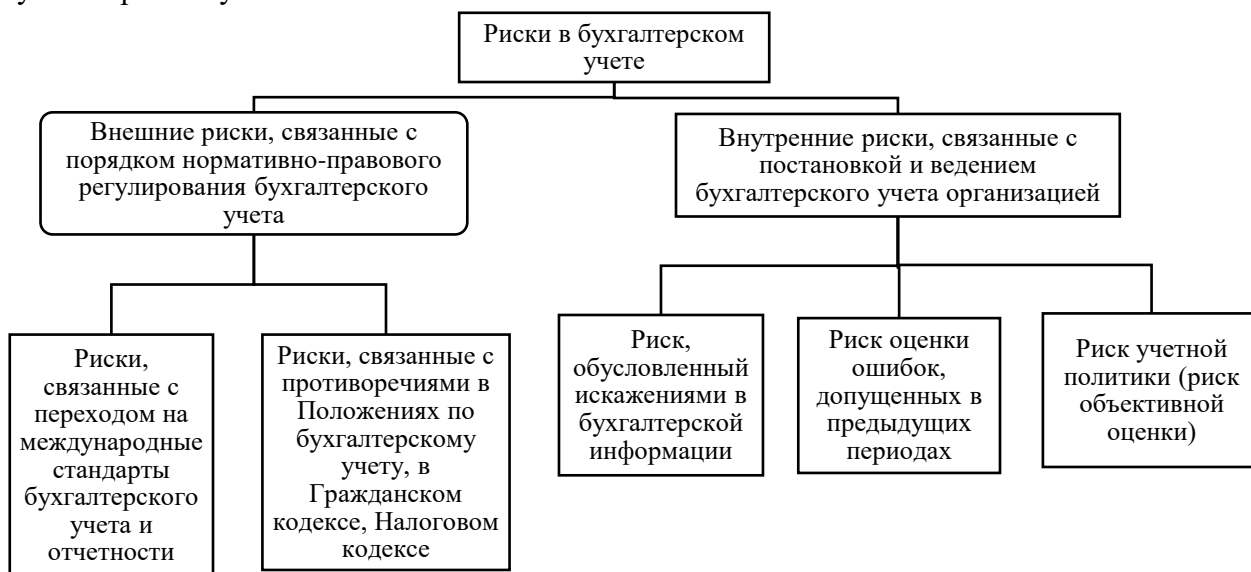 Риски в бухгалтерском
учете
Внешние риски, связанные с
порядком нормативно-правового
регулирования бухгалтерского
учета
Внутренние риски, связанные с
постановкой и ведением
бухгалтерского учета организацией
Риски,
связанные с
переходом на
международные
стандарты
бухгалтерского
учета и
отчетности
Риски, связанные с
противоречиями в
Положениях по
бухгалтерскому
учету, в
Гражданском
кодексе, Налоговом
кодексе
Риск,
обусловленный
искажениями в
бухгалтерской
информации
Риск оценки
ошибок,
допущенных в
предыдущих
периодах
Риск учетной
политики (риск
объективной
оценки)